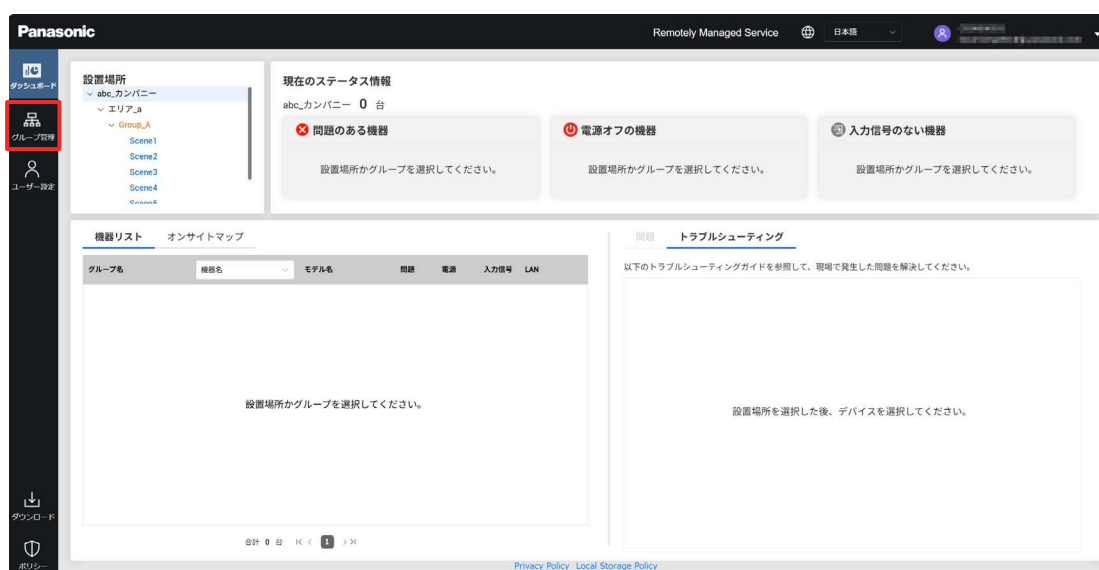 Panasonic
Remotely Managed Service
日本語
ダッシュボード
グループ管理
ユーザー設定
ダウンロード
ポリシー
設置場所
abc_カンパニー
エリア_a
Group_A
Scene1
Scene2
Scene3
Scene4
Scene5
現在のステータス情報
abc_カンパニー 0 台
問題のある機器
設置場所かグループを選択してください。
電源オフの機器
設置場所かグループを選択してください。
入力信号のない機器
設置場所かグループを選択してください。
機器リスト オンサイトマップ
グループ名 機器名 モデル名 問題 電源 入力信号 LAN
設置場所かグループを選択してください。
合計 0 台 1
問題 トラブルシューティング
以下のトラブルシューティングガイドを参照して、現場で発生した問題を解決してください。
設置場所を選択した後、デバイスを選択してください。
Privacy Policy Local Storage Policy